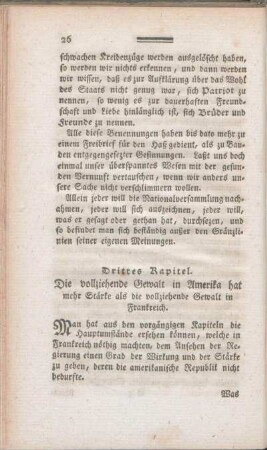 26
schwachen Kreidenzüge werden ausgelöscht haben,
so werden wir nichts erkennen, und dann werden
wir wissen, daß es zur Aufklärung über das Wohl
des Staats nicht genug war, sich Patriot zu
nennen, so wenig es zur dauerhaften Freund-
schaft und Liebe hinlänglich ist, sich Brüder und
Freunde zu nennen.
Alle diese Benennungen haben bis dato mehr zu
einem Freibrief für den Haß gedient, als zu Ban-
den entgegengesezter Gesinnungen. Laßt uns doch
einmal unser überspanntes Wesen mit der gesun-
den Vernunft vertauschen, wenn wir anders un-
sere Sache nicht verschlimmern wollen.
Allein jeder will die Nationalversammlung nach-
ahmen, jeder will sich auszeichnen, jeder will,
was er gesagt oder gethan hat, durchsezen, und
so befindet man sich beständig außer den Gränzli-
nien seiner eigenen Meinungen.
Drittes Kapitel.
Die vollziehende Gewalt in Amerika hat
mehr Stärke als die vollziehende Gewalt in
Frankreich.
Man hat aus den vorgängigen Kapiteln die
Hauptumstände ersehen können, welche in
Frankreich nöthig machten, dem Ansehen der Re-
gierung einen Grad der Wirkung und der Stärke
zu geben, deren die amerikanische Republik nicht
bedurfte.
Was